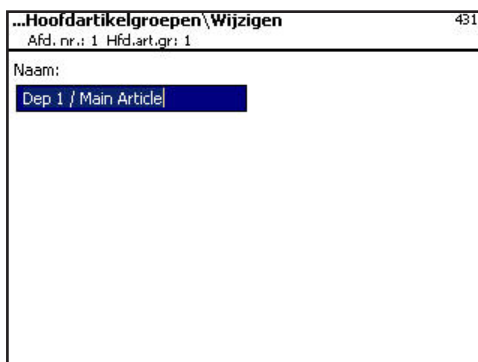 ...Hoofdartikelgroepen\Wijzigen 431
Afd. nr.: 1 Hfd.art.gr: 1
Naam:
Dep 1 / Main Article